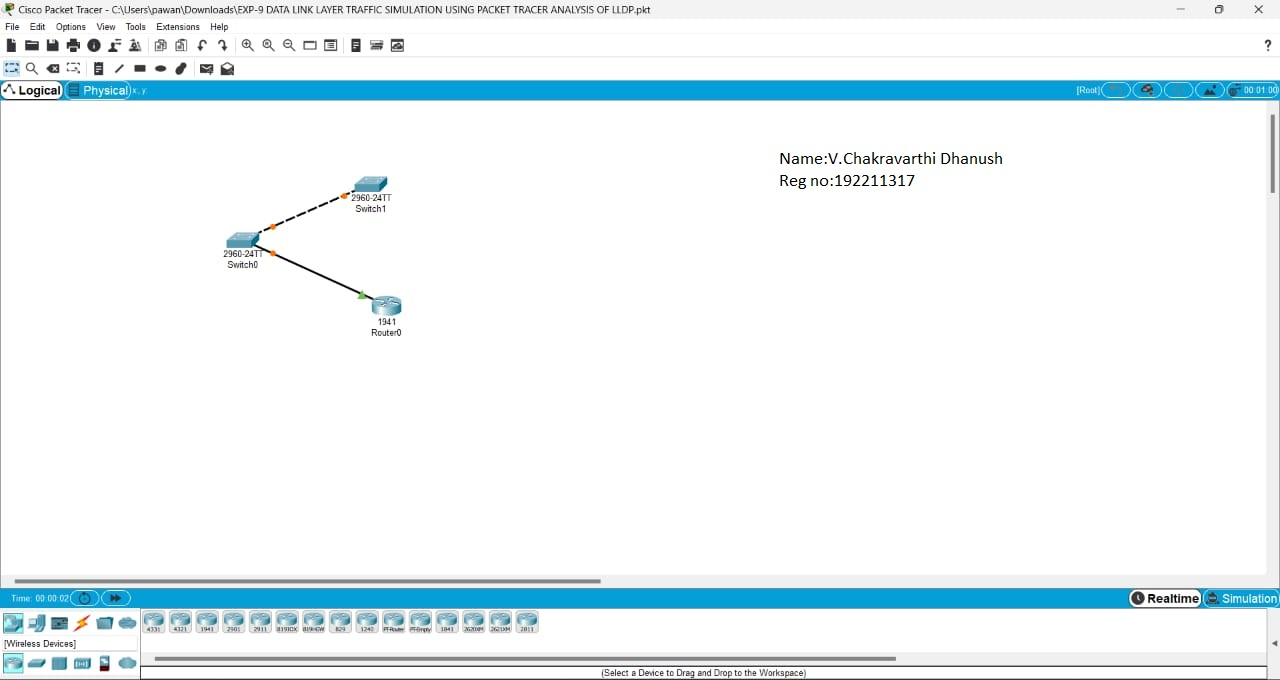 Cisco Packet Tracer - C:\Users\pawan\Downloads\EXP-9 DATA LINK LAYER TRAFFIC SIMULATION USING PACKET TRACER ANALYSIS OF LLDP.pkt
File Edit Options View Tools Extensions Help
?
Logical Physical x, y [Root] 00:01:00
Name:V.Chakravarthi Dhanush
Reg no:192211317
2960-24TT
Switch1
2960-24TT
Switch0
1941
Router0
Time: 00:00:02 Realtime Simulation
4331 4321 1941 2901 2911 819IOX 819HGW 829 1240 PT-Router PT-Empty 1841 2620XM 2621XM 2811
[Wireless Devices]
(Select a Device to Drag and Drop to the Workspace)